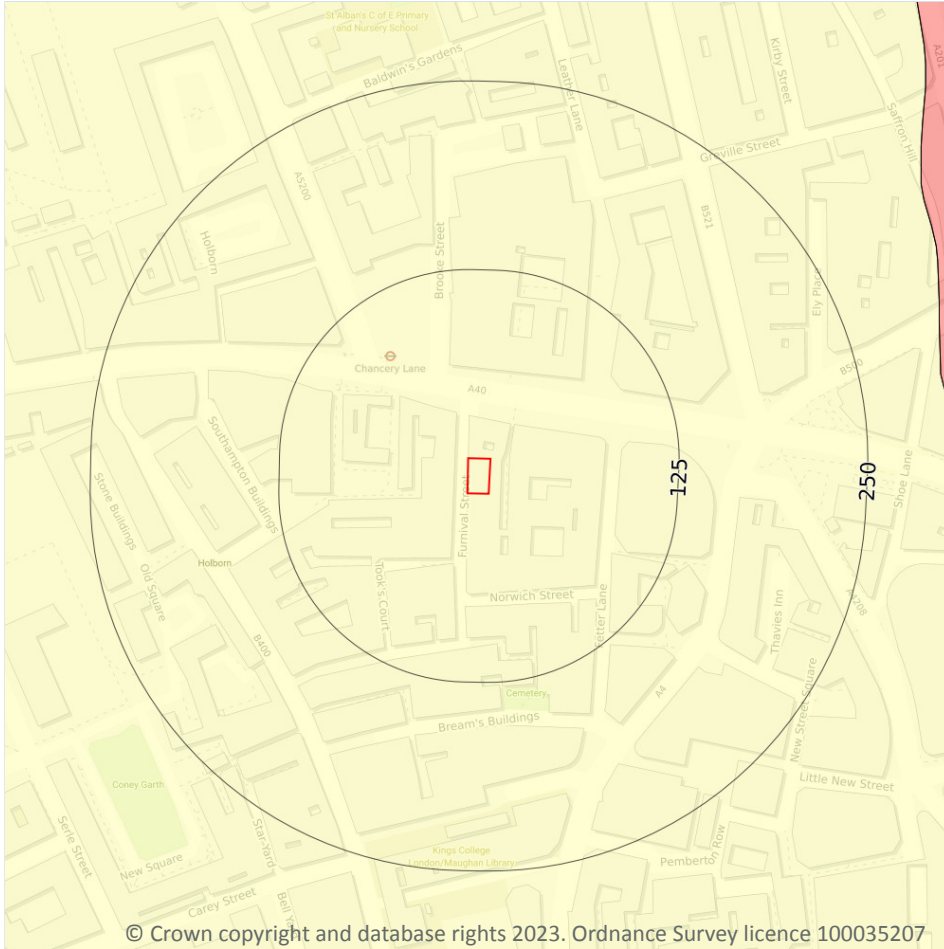 St Alban's C of E Primary
and Nursery School
Baldwin's Gardens
Leather Lane
Kirby Street
A201
Saffron Hill
Greville Street
A5200
B521
Holborn
Brooke Street
Ely Place
Chancery Lane
A40
B500
Southampton Buildings
Stone Buildings
Furnival Street
125
250
Shoe Lane
Holborn
Old Square
Took's Court
Norwich Street
Fetter Lane
Thavies Inn
A4208
B400
A4
Cemetery
Bream's Buildings
New Street Square
Coney Garth
Little New Street
Serle Street
Star Yard
New Square
Kings College
London/Maughan Library
Pemberton Row
Carey Street
Bell Ya
© Crown copyright and database rights 2023. Ordnance Survey licence 100035207